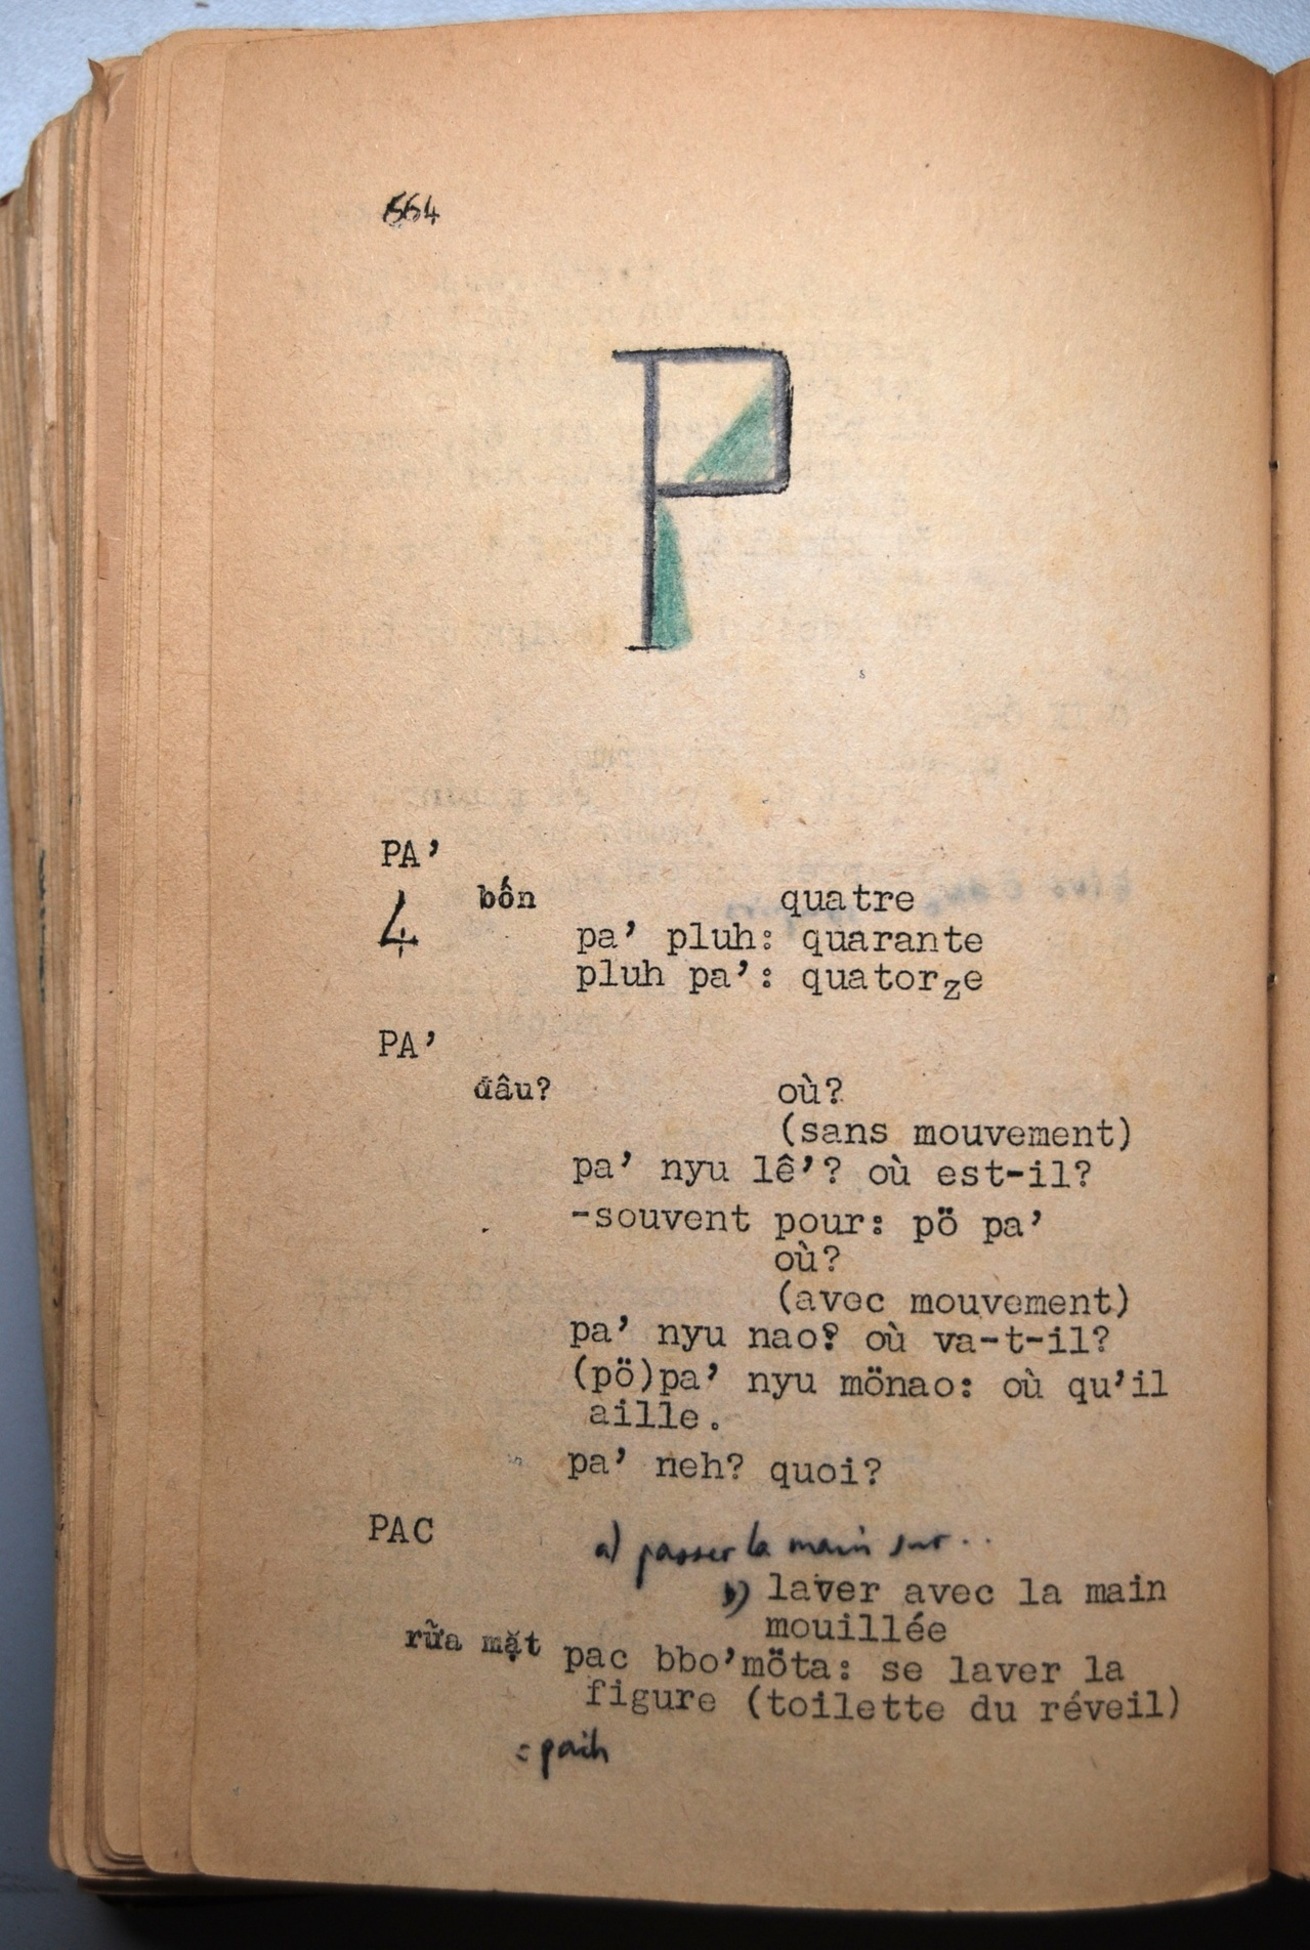 664
P
PA’
4 bốn quatre
pa’ pluh: quarante
pluh pa’: quatorze
PA’
đâu? où?
(sans mouvement)
pa’ nyu lê’? où est-il?
-souvent pour: pö pa’
où?
(avec mouvement)
pa’ nyu nao? où va-t-il?
(pö)pa’ nyu mönao: où qu’il
aille.
pa’ neh? quoi?
PAC a) passer la main sur..
b) laver avec la main
mouillée
rữa mặt pac bbo’möta: se laver la
figure (toilette du réveil)
= paih